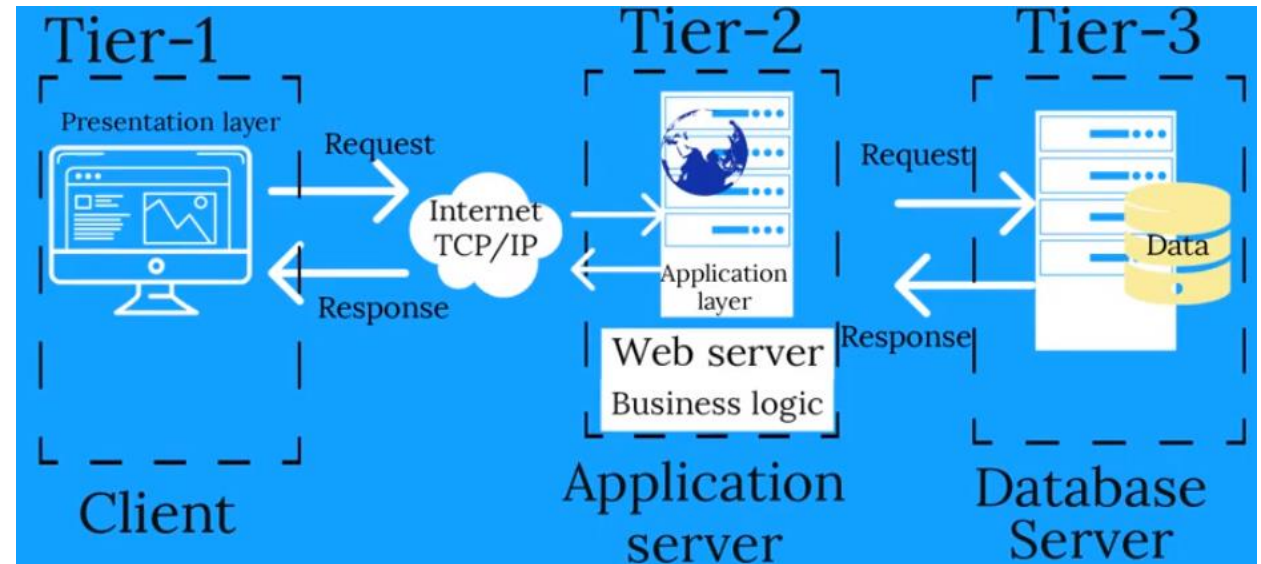 Tier-1
Presentation layer
Request
Response
Client
Internet
TCP/IP
Tier-2
Application
layer
Web server
Business logic
Application
server
Request
Response
Tier-3
Data
Database
Server